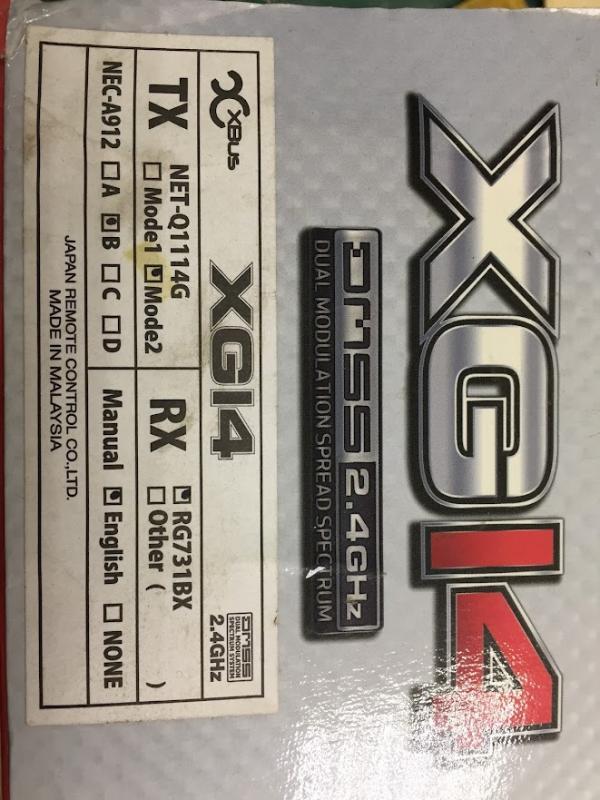 XG14
DMSS 2.4GHz
DUAL MODULATION SPREAD SPECTRUM
XBus
XG14
DMSS
DUAL MODULATION
SPECTRUM SYSTEM
2.4GHz
TX NET-Q1114G
☐ Mode1 ☑ Mode2
RX ☑ RG731BX
☐ Other ( )
NEC-A912 ☐ A ☑ B ☐ C ☐ D
Manual ☑ English ☐ NONE
JAPAN REMOTE CONTROL CO.,LTD.
MADE IN MALAYSIA